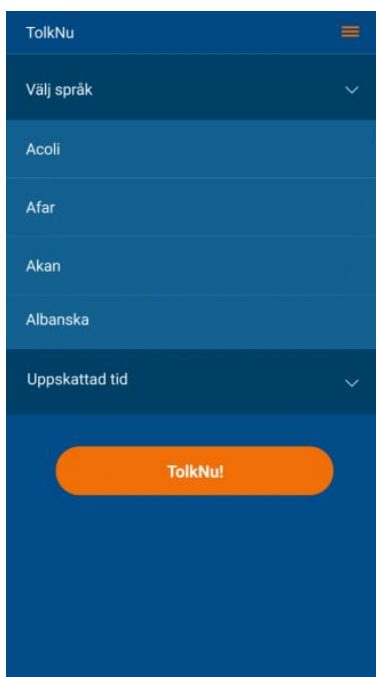 TolkNu
Välj språk
Acoli
Afar
Akan
Albanska
Uppskattad tid
TolkNu!